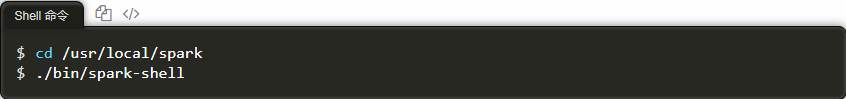 Shell 命令
$ cd /usr/local/spark
$ ./bin/spark-shell